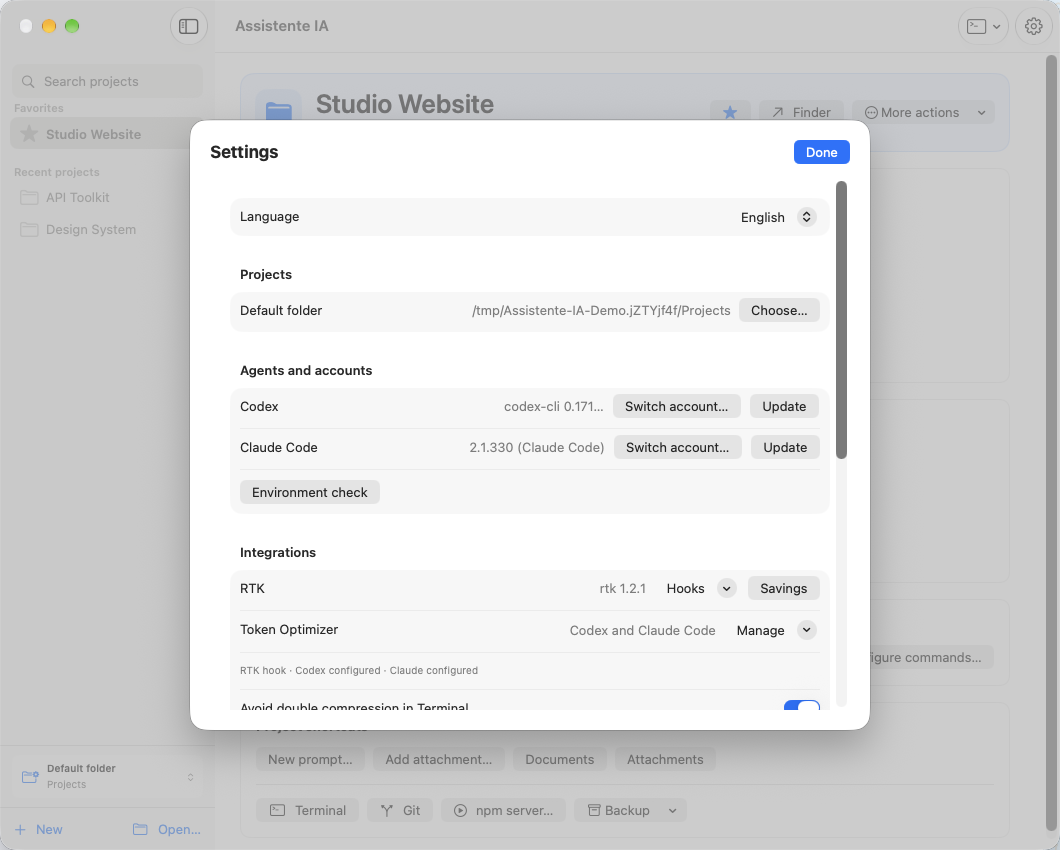 Assistente IA
Search projects
Favorites
Studio Website
Recent projects
API Toolkit
Design System
Default folder
Projects
New
Open...
Studio Website
Finder
More actions
Settings
Done
Language
English
Projects
Default folder
/tmp/Assistente-IA-Demo.jZTYjf4f/Projects
Choose...
Agents and accounts
Codex
codex-cli 0.171...
Switch account...
Update
Claude Code
2.1.330 (Claude Code)
Switch account...
Update
Environment check
Integrations
RTK
rtk 1.2.1
Hooks
Savings
Token Optimizer
Codex and Claude Code
Manage
RTK hook · Codex configured · Claude configured
Avoid double compression in Terminal
commands...
New prompt...
Add attachment...
Documents
Attachments
Terminal
Git
npm server...
Backup